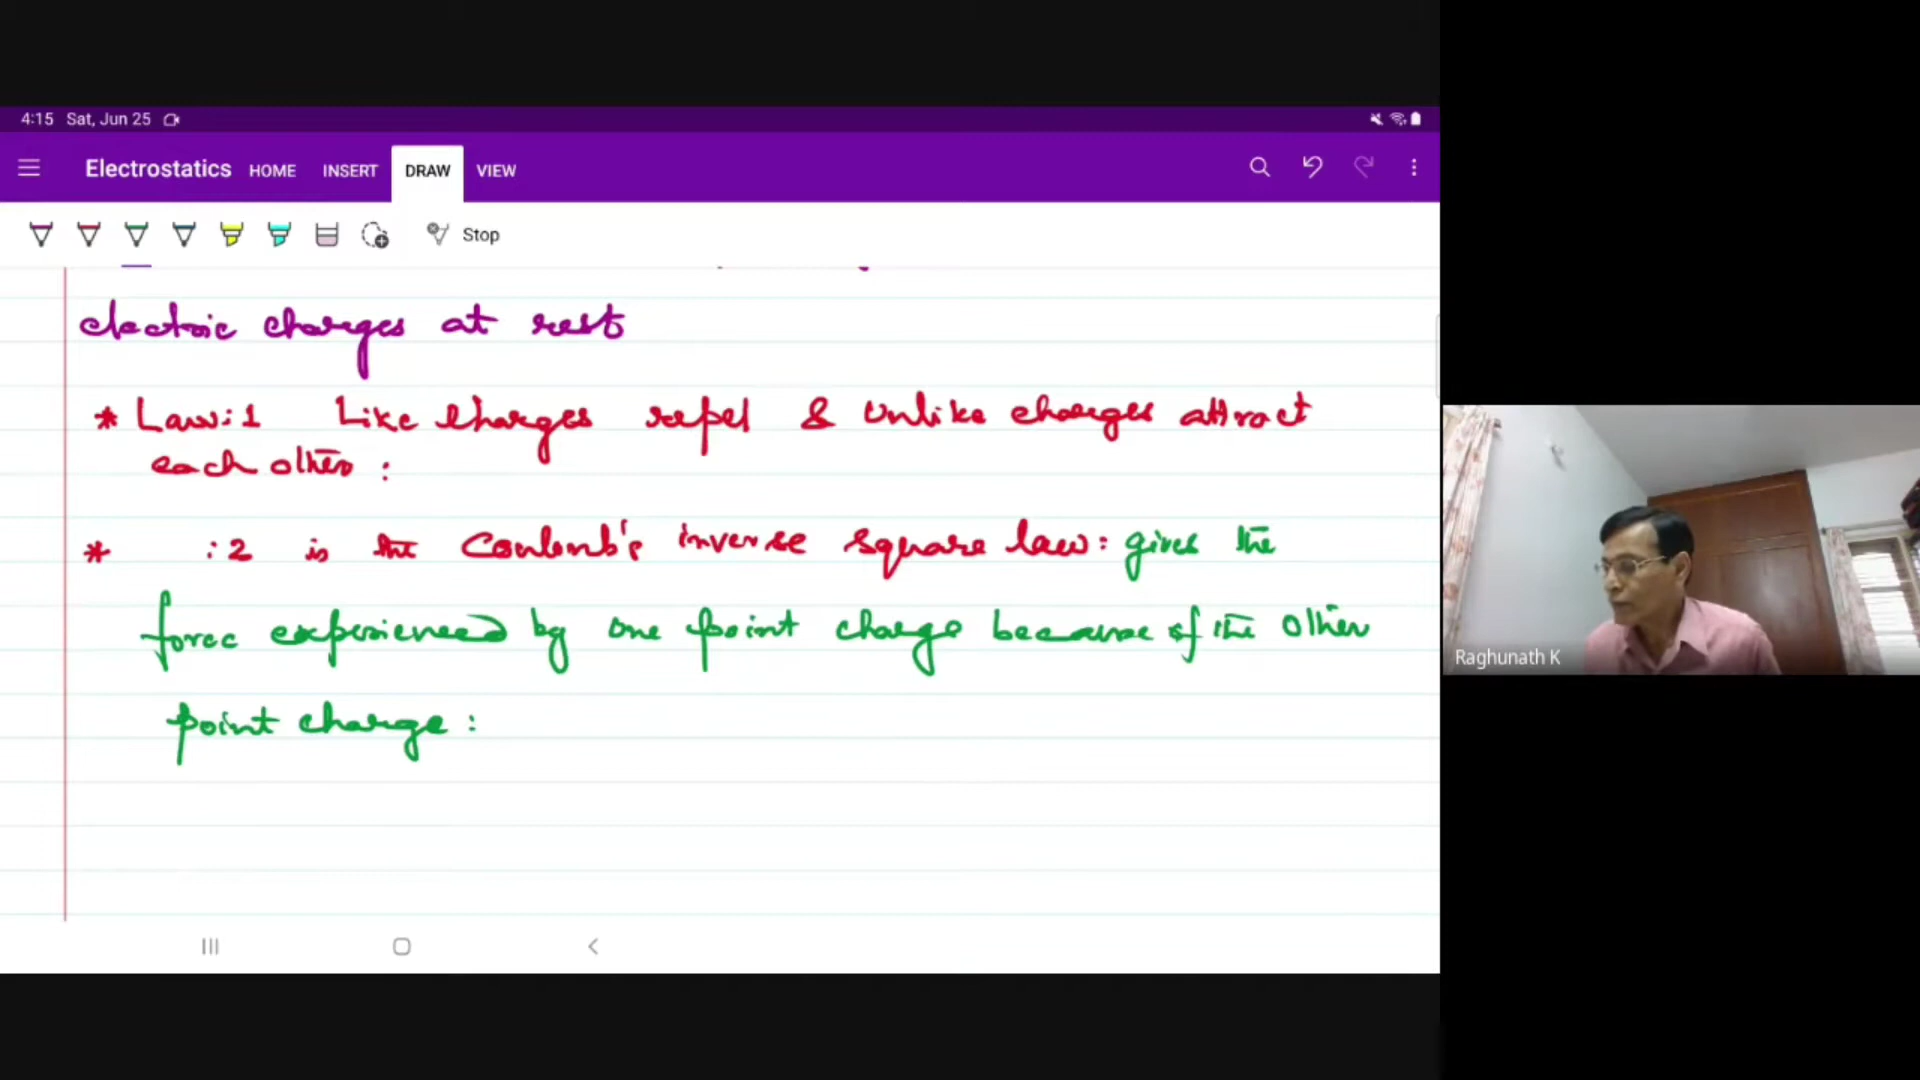 4:15 Sat, Jun 25
Electrostatics HOME INSERT DRAW VIEW
Stop
electric charges at rest
* Law:1 Like charges repel & Unlike charges attract
each other :
* :2 is the Coulomb's inverse square law: gives the
force experienced by one point charge because of the other
point charge :
Raghunath K